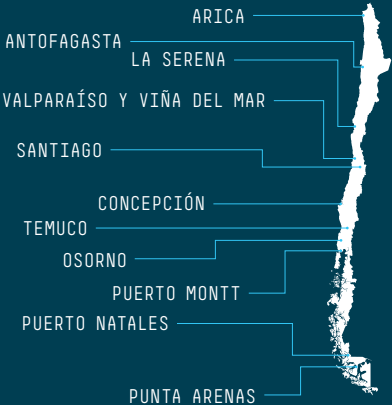 ARICA
ANTOFAGASTA
LA SERENA
VALPARAÍSO Y VIÑA DEL MAR
SANTIAGO
CONCEPCIÓN
TEMUCO
OSORNO
PUERTO MONTT
PUERTO NATALES
PUNTA ARENAS